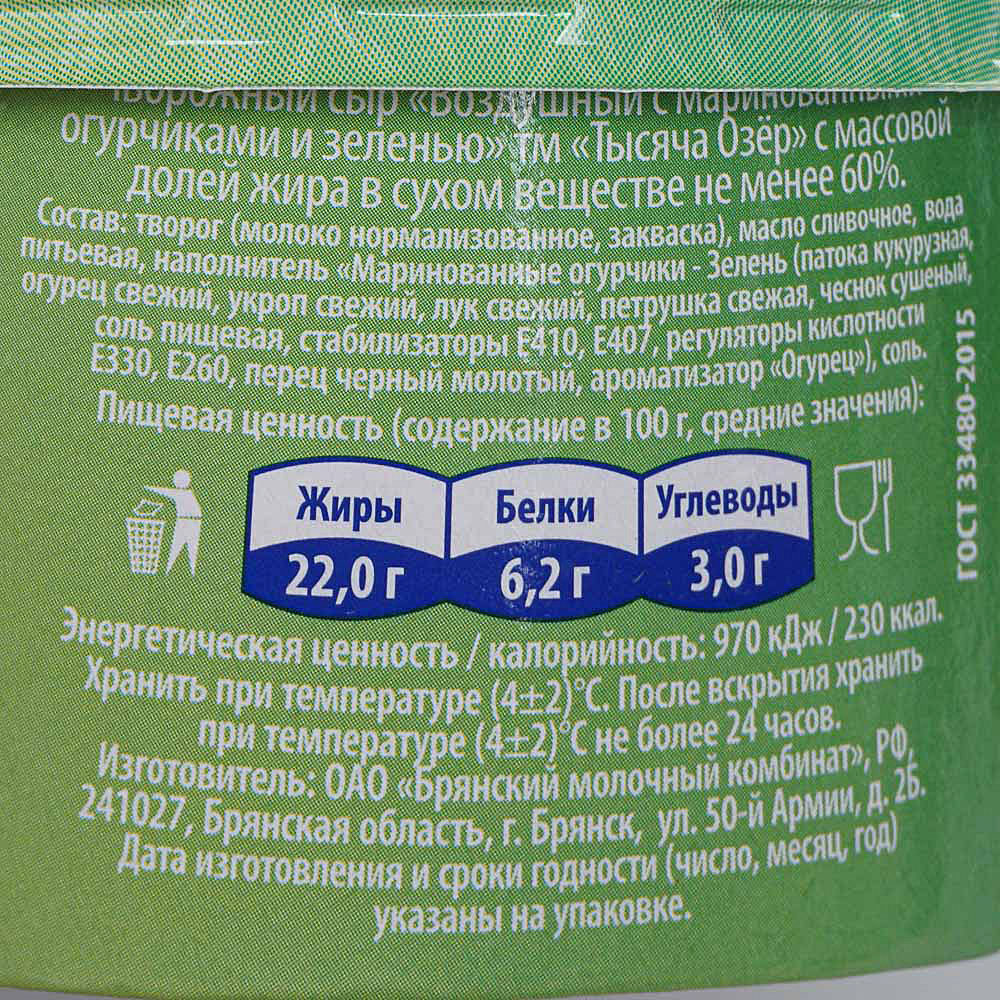 творожный сыр «Воздушный с маринованными
огурчиками и зеленью» тм «Тысяча Озёр» с массовой
долей жира в сухом веществе не менее 60%.
Состав: творог (молоко нормализованное, закваска), масло сливочное, вода
питьевая, наполнитель «Маринованные огурчики - Зелень (патока кукурузная,
огурец свежий, укроп свежий, лук свежий, петрушка свежая, чеснок сушеный,
соль пищевая, стабилизаторы Е410, Е407, регуляторы кислотности
Е330, Е260, перец черный молотый, ароматизатор «Огурец»), соль.
Пищевая ценность (содержание в 100 г, средние значения):
Жиры Белки Углеводы
22,0 г 6,2 г 3,0 г
ГОСТ 33480-2015
Энергетическая ценность / калорийность: 970 кДж / 230 ккал.
Хранить при температуре (4±2)°С. После вскрытия хранить
при температуре (4±2)°С не более 24 часов.
Изготовитель: ОАО «Брянский молочный комбинат», РФ,
241027, Брянская область, г. Брянск, ул. 50-й Армии, д. 2Б.
Дата изготовления и сроки годности (число, месяц, год)
указаны на упаковке.